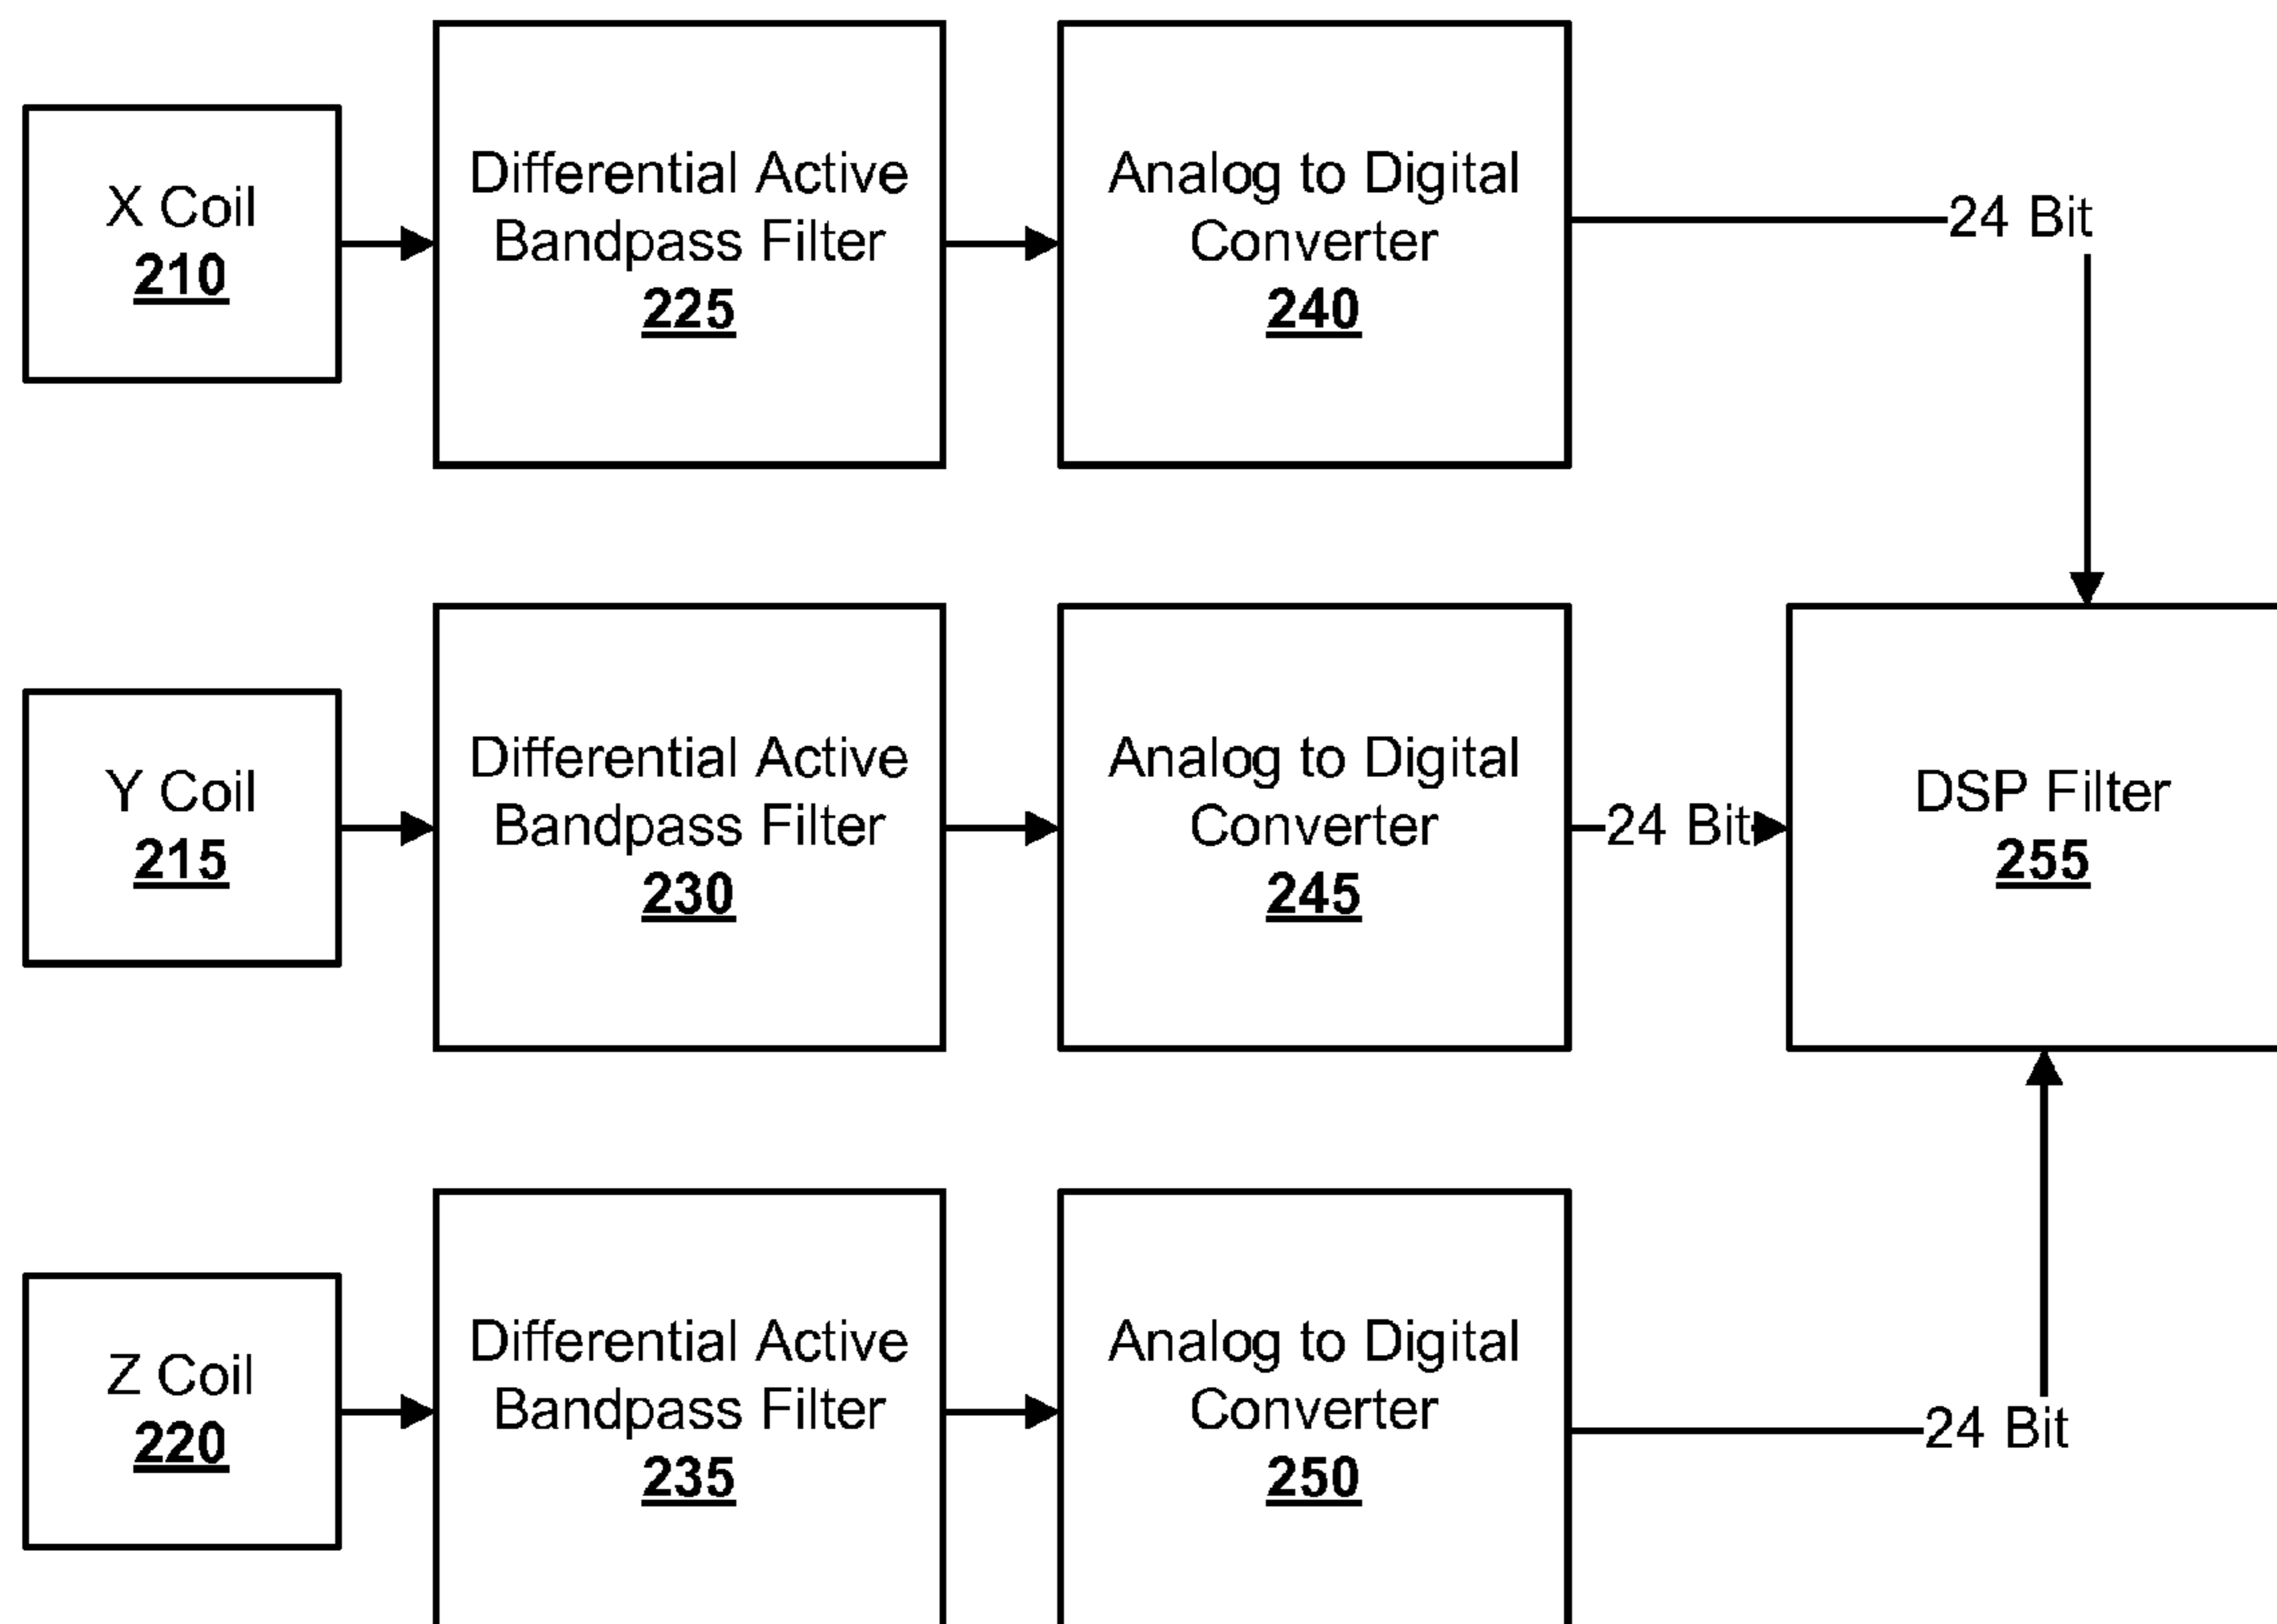 X Coil
210
Differential Active
Bandpass Filter
225
Analog to Digital
Converter
240
24 Bit
Y Coil
215
Differential Active
Bandpass Filter
230
Analog to Digital
Converter
245
24 Bit
DSP Filter
255
Z Coil
220
Differential Active
Bandpass Filter
235
Analog to Digital
Converter
250
24 Bit